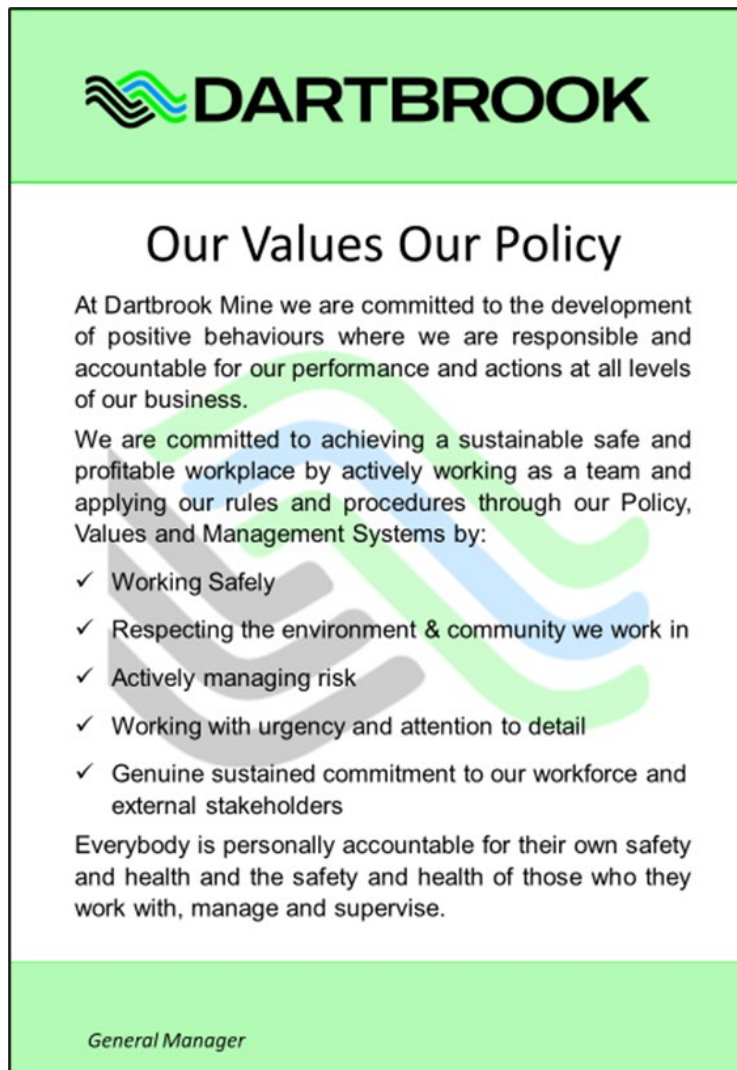 DARTBROOK
Our Values Our Policy
At Dartbrook Mine we are committed to the development
of positive behaviours where we are responsible and
accountable for our performance and actions at all levels
of our business.
We are committed to achieving a sustainable safe and
profitable workplace by actively working as a team and
applying our rules and procedures through our Policy,
Values and Management Systems by:
✓ Working Safely
✓ Respecting the environment & community we work in
✓ Actively managing risk
✓ Working with urgency and attention to detail
✓ Genuine sustained commitment to our workforce and
external stakeholders
Everybody is personally accountable for their own safety
and health and the safety and health of those who they
work with, manage and supervise.
General Manager